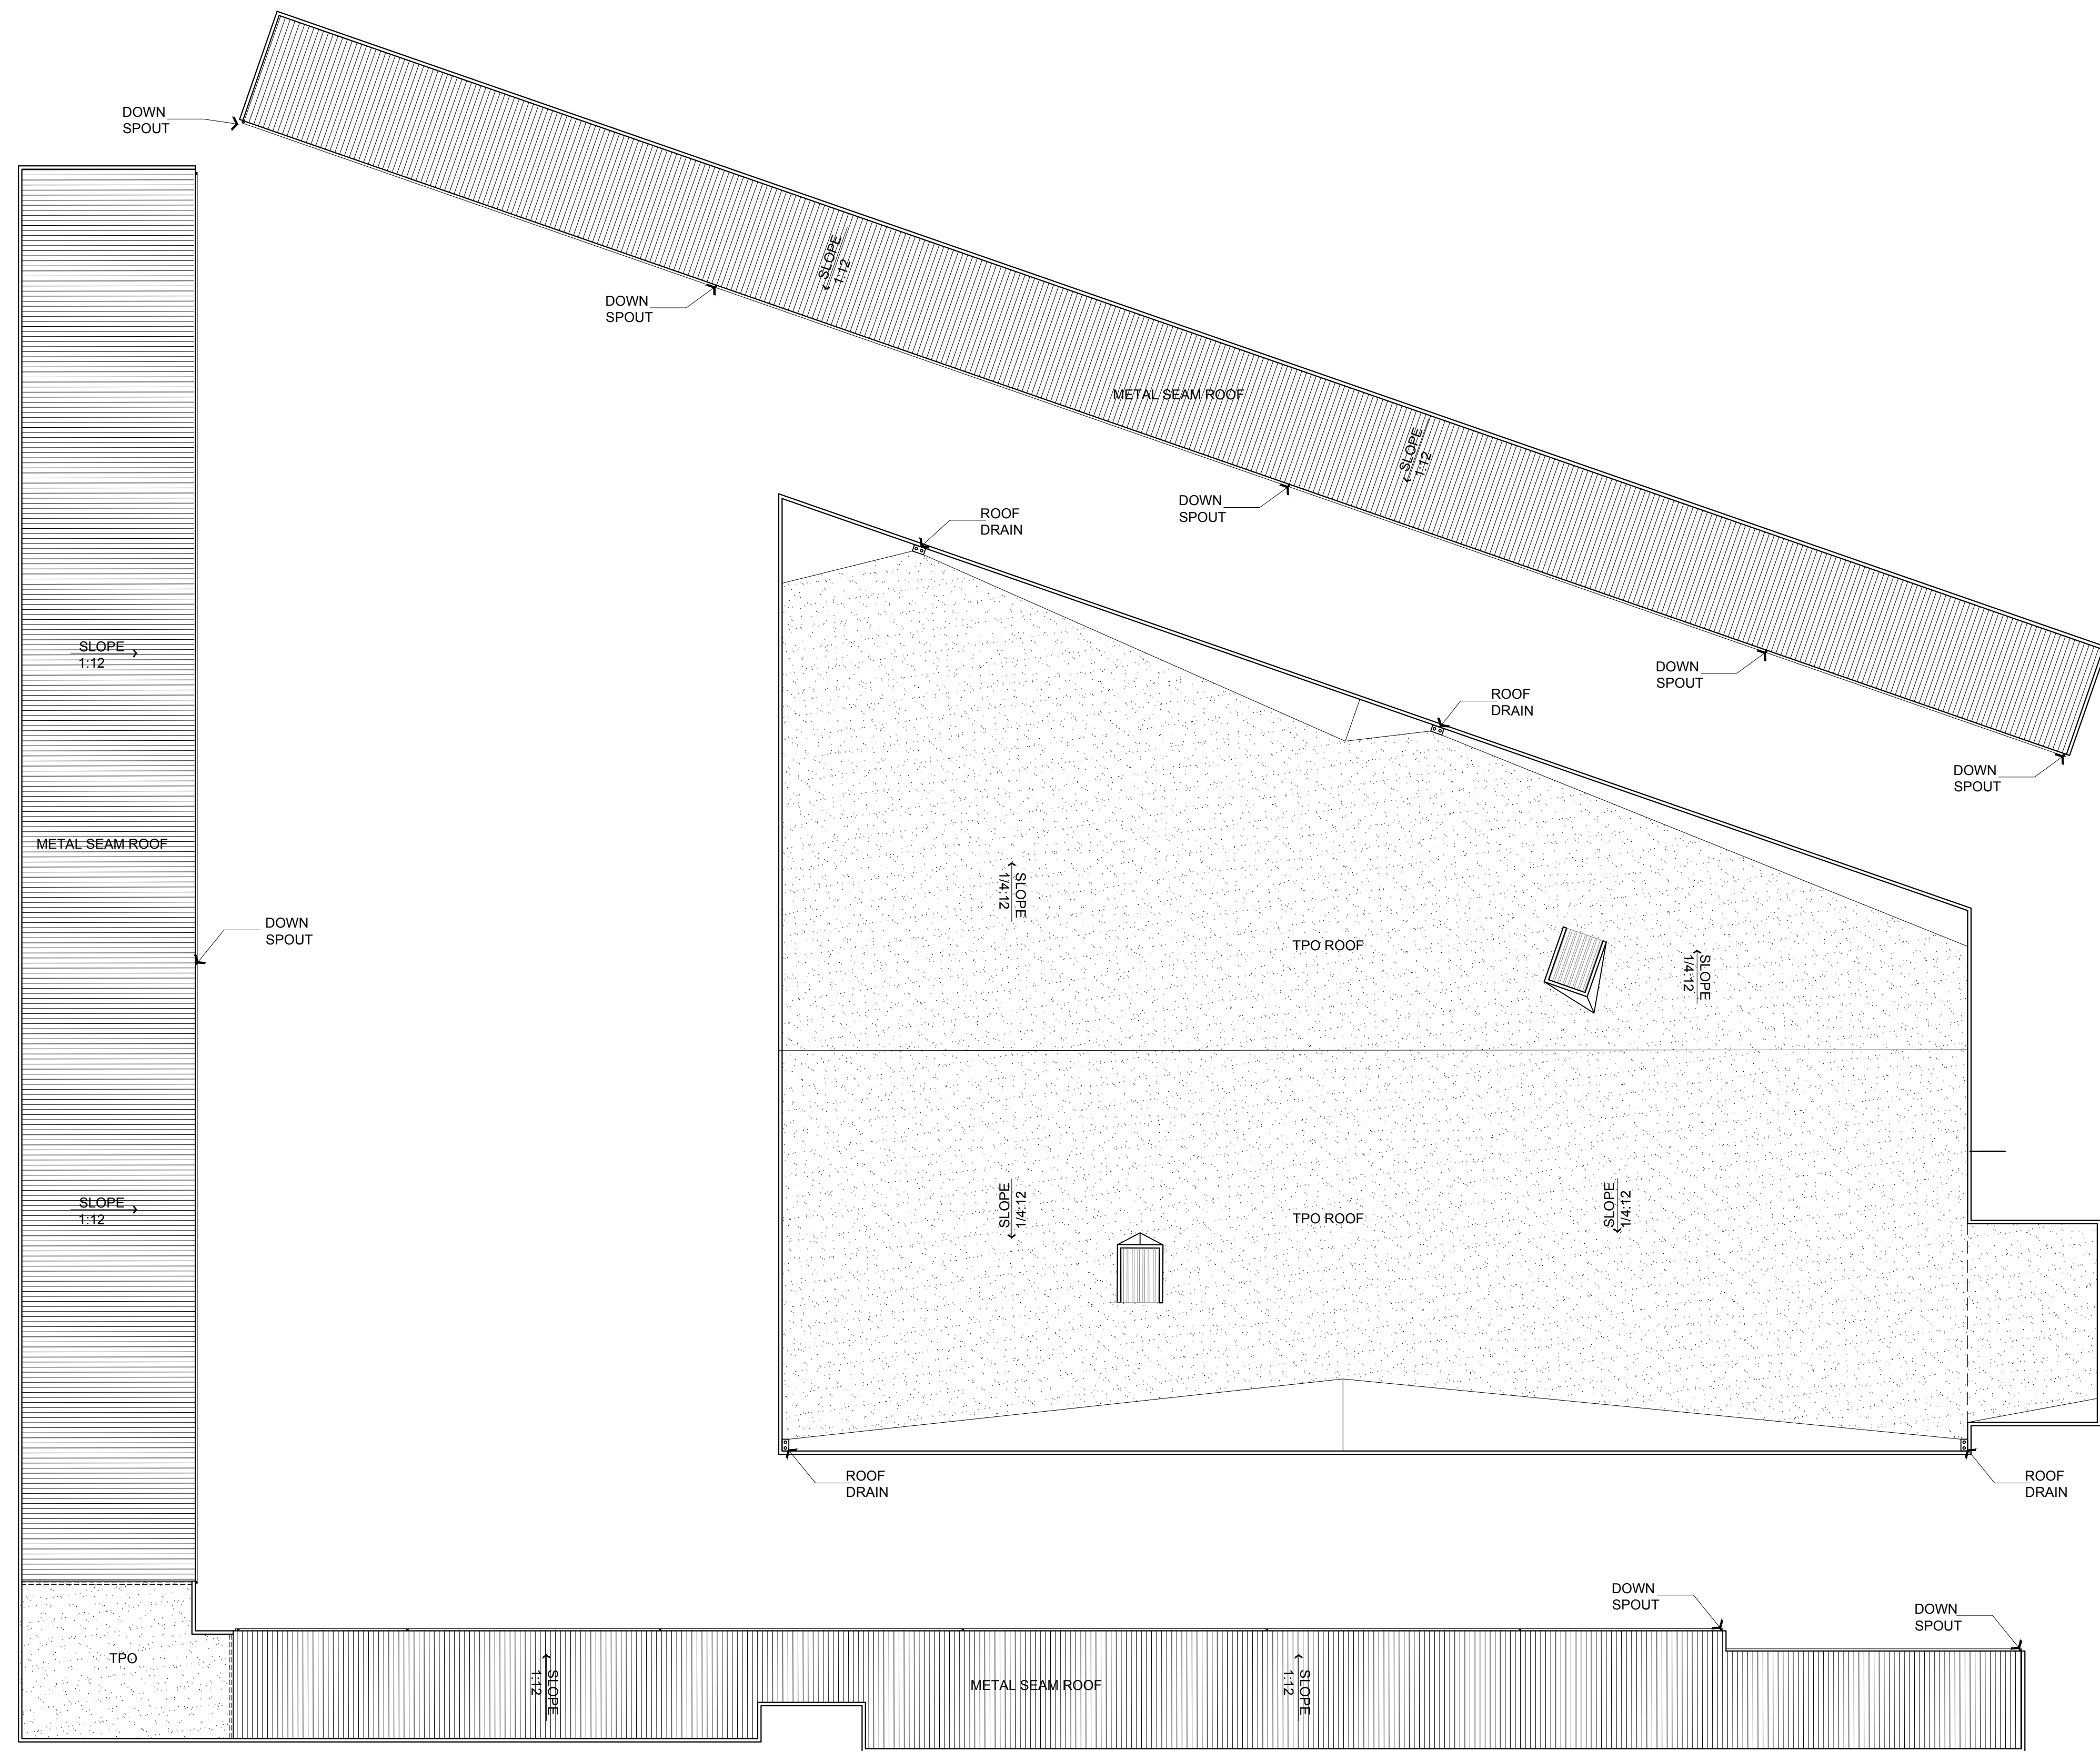 DOWN
SPOUT
SLOPE
1:12
DOWN
SPOUT
METAL SEAM ROOF
SLOPE
1:12
DOWN
SPOUT
ROOF
DRAIN
SLOPE
1:12
METAL SEAM ROOF
DOWN
SPOUT
ROOF
DRAIN
DOWN
SPOUT
DOWN
SPOUT
SLOPE
1/4:12
TPO ROOF
SLOPE
1/4:12
SLOPE
1:12
SLOPE
1/4:12
TPO ROOF
SLOPE
1/4:12
ROOF
DRAIN
ROOF
DRAIN
DOWN
SPOUT
DOWN
SPOUT
TPO
SLOPE
1:12
METAL SEAM ROOF
SLOPE
1:12